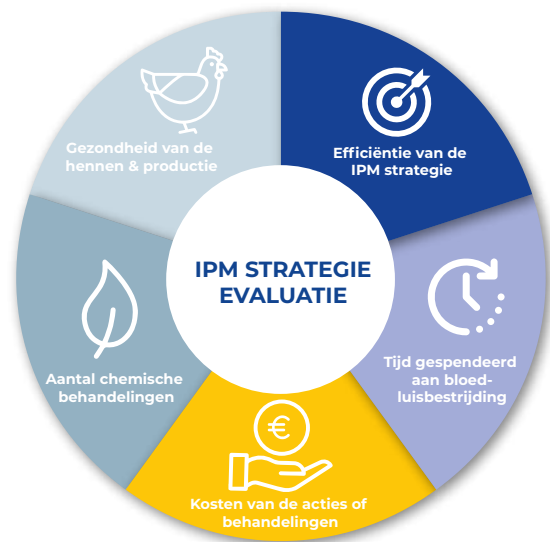 Gezondheid van de
hennen & productie
Efficiëntie van de
IPM strategie
IPM STRATEGIE
EVALUATIE
Tijd gespendeerd
aan bloed-
luisbestrijding
Aantal chemische
behandelingen
€
Kosten van de acties of
behandelingen